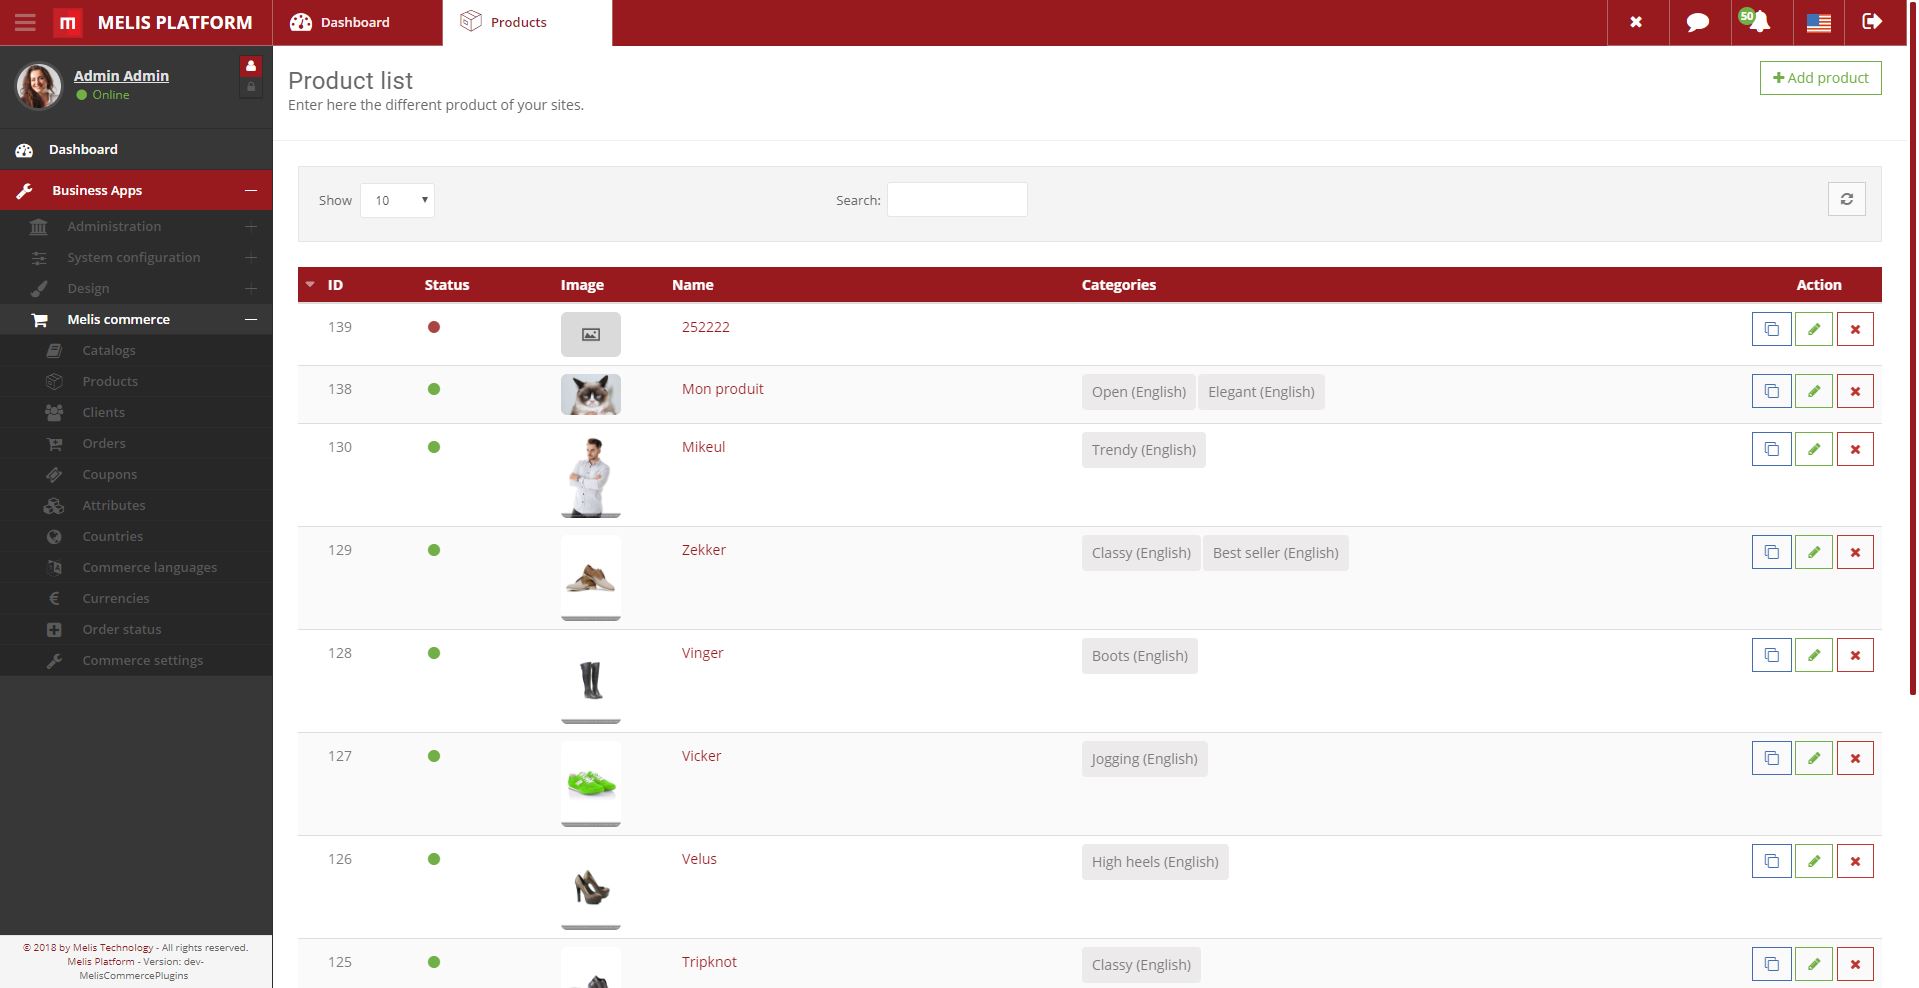 MELIS PLATFORM
Dashboard
Products
50
Admin Admin
Online
Dashboard
Business Apps
Administration
System configuration
Design
Melis commerce
Catalogs
Products
Clients
Orders
Coupons
Attributes
Countries
Commerce languages
Currencies
Order status
Commerce settings
© 2018 by Melis Technology - All rights reserved.
Melis Platform - Version: dev-
MelisCommercePlugins
Product list
Enter here the different product of your sites.
Add product
Show 10 Search:
ID Status Image Name Categories Action
139 252222
138 Mon produit Open (English) Elegant (English)
130 Mikeul Trendy (English)
129 Zekker Classy (English) Best seller (English)
128 Vinger Boots (English)
127 Vicker Jogging (English)
126 Velus High heels (English)
125 Tripknot Classy (English)